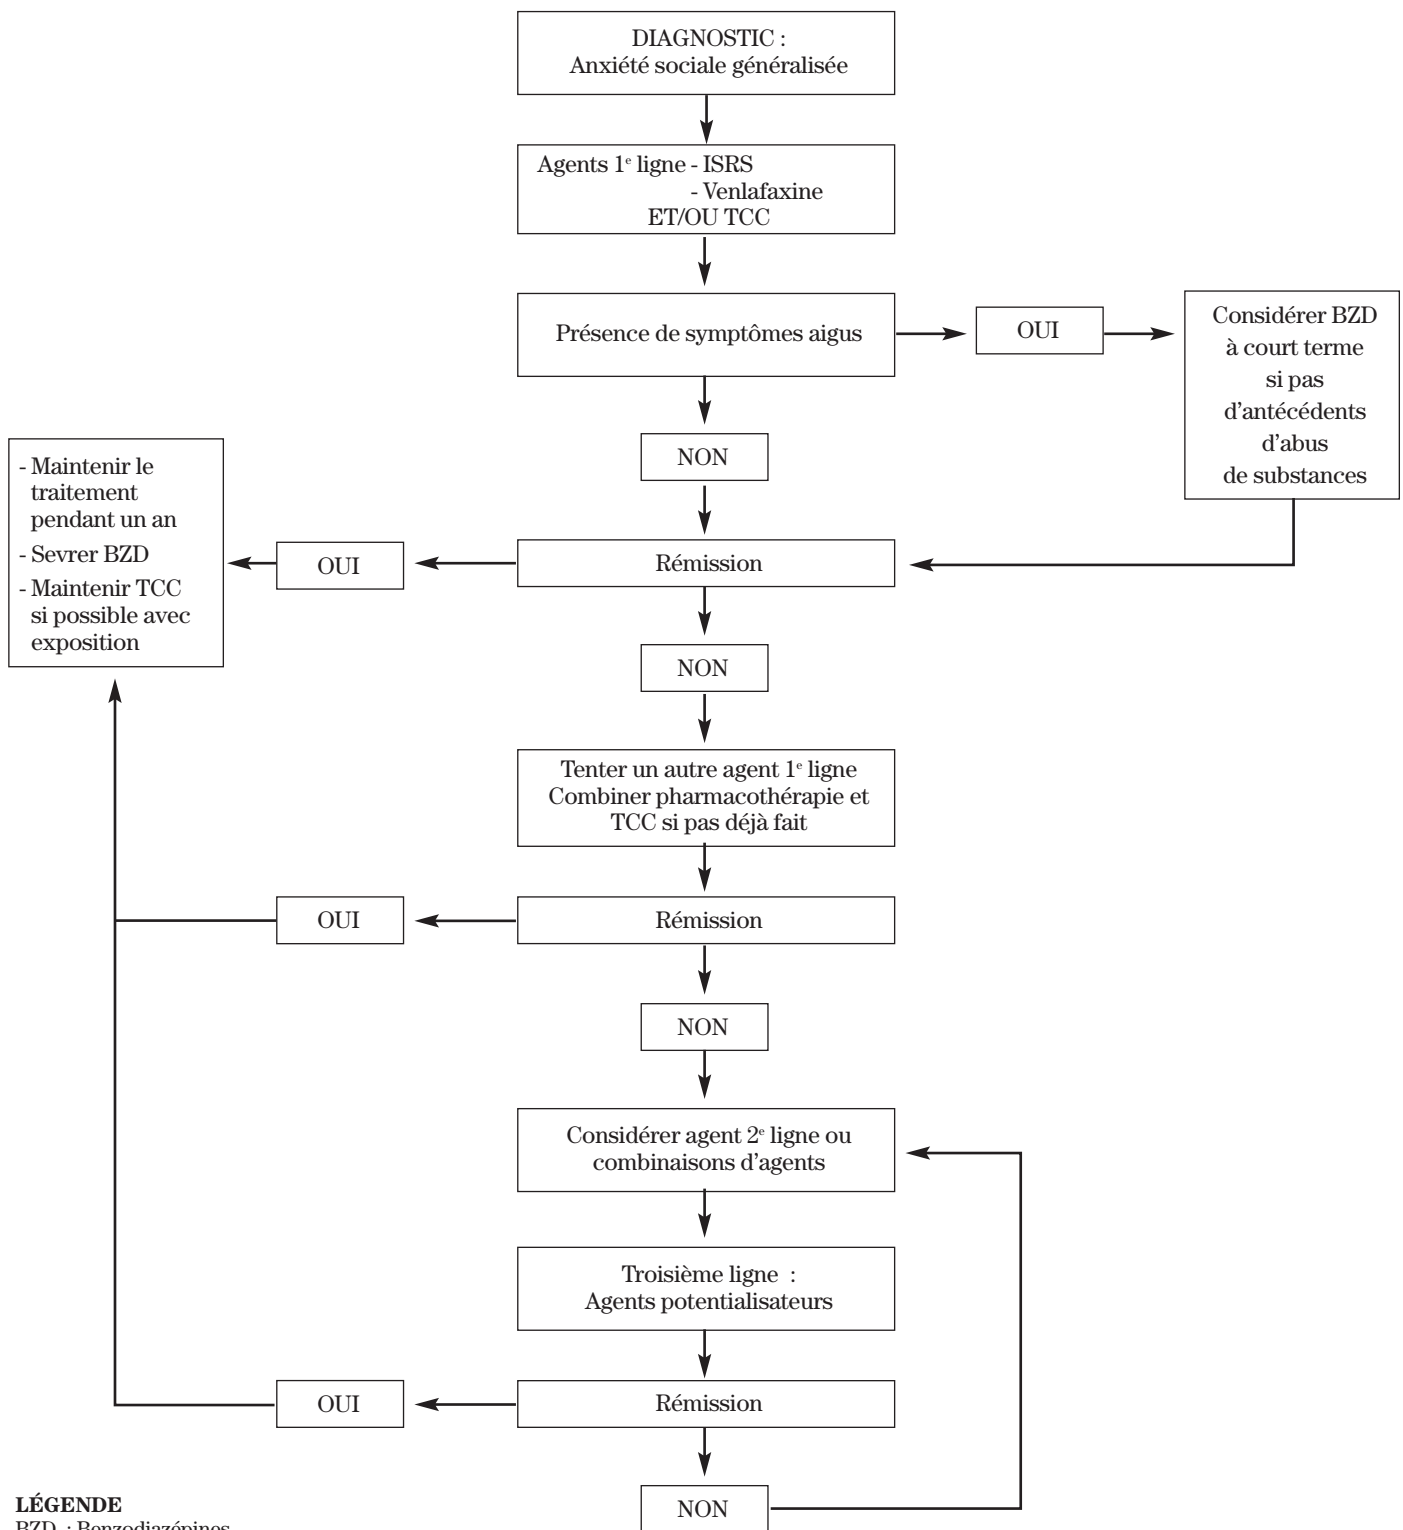 DIAGNOSTIC :
Anxiété sociale généralisée
Agents 1e ligne - ISRS
- Venlafaxine
ET/OU TCC
Présence de symptômes aigus
OUI
Considérer BZD
à court terme
si pas
d'antécédents
d'abus
de substances
NON
- Maintenir le
traitement
pendant un an
- Sevrer BZD
- Maintenir TCC
si possible avec
exposition
OUI
Rémission
NON
Tenter un autre agent 1e ligne
Combiner pharmacothérapie et
TCC si pas déjà fait
OUI
Rémission
NON
Considérer agent 2e ligne ou
combinaisons d'agents
Troisième ligne :
Agents potentialisateurs
OUI
Rémission
NON
LÉGENDE
BZD : Benzodiazépines